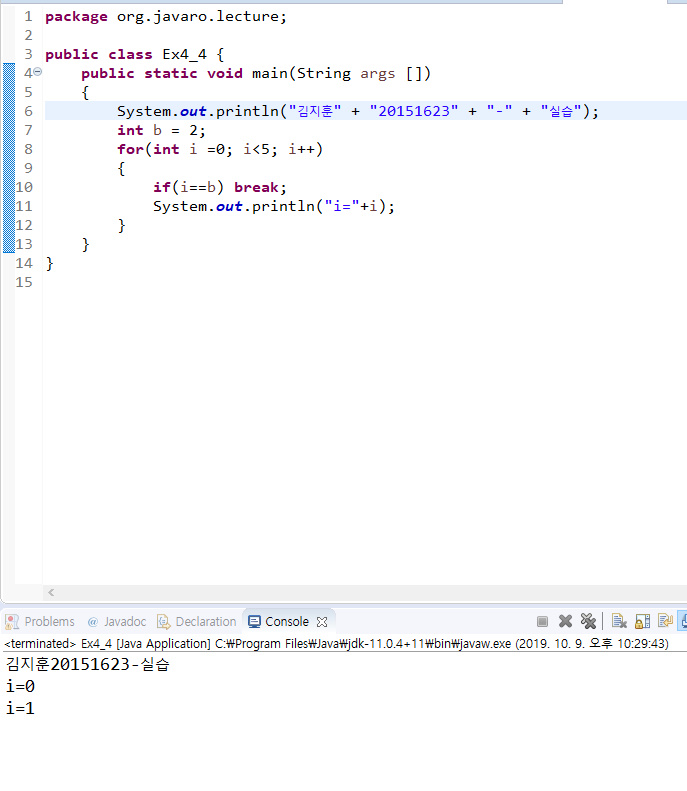 1 package org.javaro.lecture;
2
3 public class Ex4_4 {
4 public static void main(String args [])
5 {
6 System.out.println("김지훈" + "20151623" + "-" + "실습");
7 int b = 2;
8 for(int i =0; i<5; i++)
9 {
10 if(i==b) break;
11 System.out.println("i="+i);
12 }
13 }
14 }
15
Problems @ Javadoc Declaration Console
<terminated> Ex4_4 [Java Application] C:₩Program Files₩Java₩jdk-11.0.4+11₩bin₩javaw.exe (2019. 10. 9. 오후 10:29:43)
김지훈20151623-실습
i=0
i=1